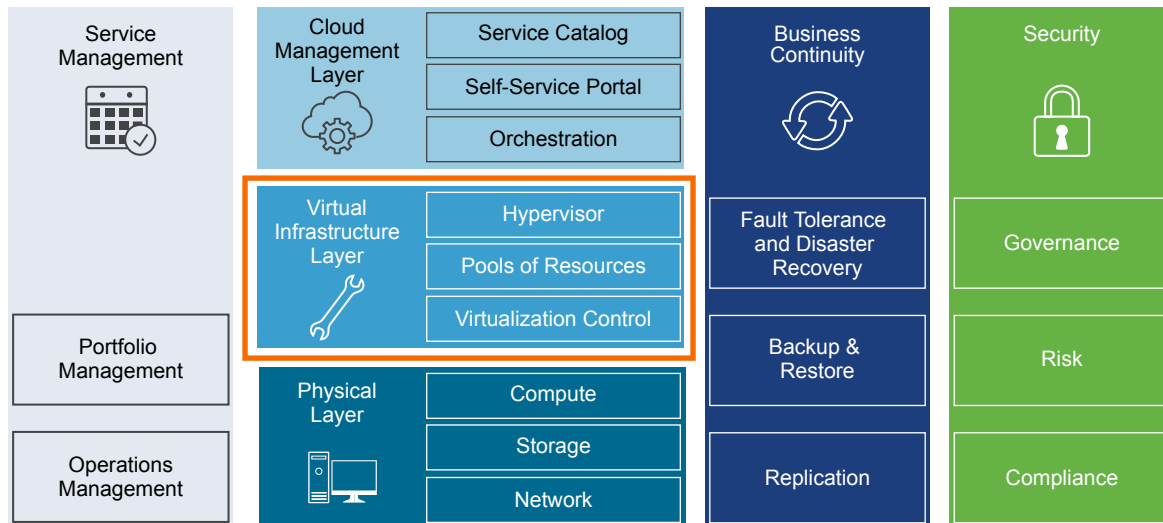 Service
Management
Portfolio
Management
Operations
Management
Cloud
Management
Layer
Service Catalog
Self-Service Portal
Orchestration
Virtual
Infrastructure
Layer
Hypervisor
Pools of Resources
Virtualization Control
Physical
Layer
Compute
Storage
Network
Business
Continuity
Fault Tolerance
and Disaster
Recovery
Backup &
Restore
Replication
Security
Governance
Risk
Compliance